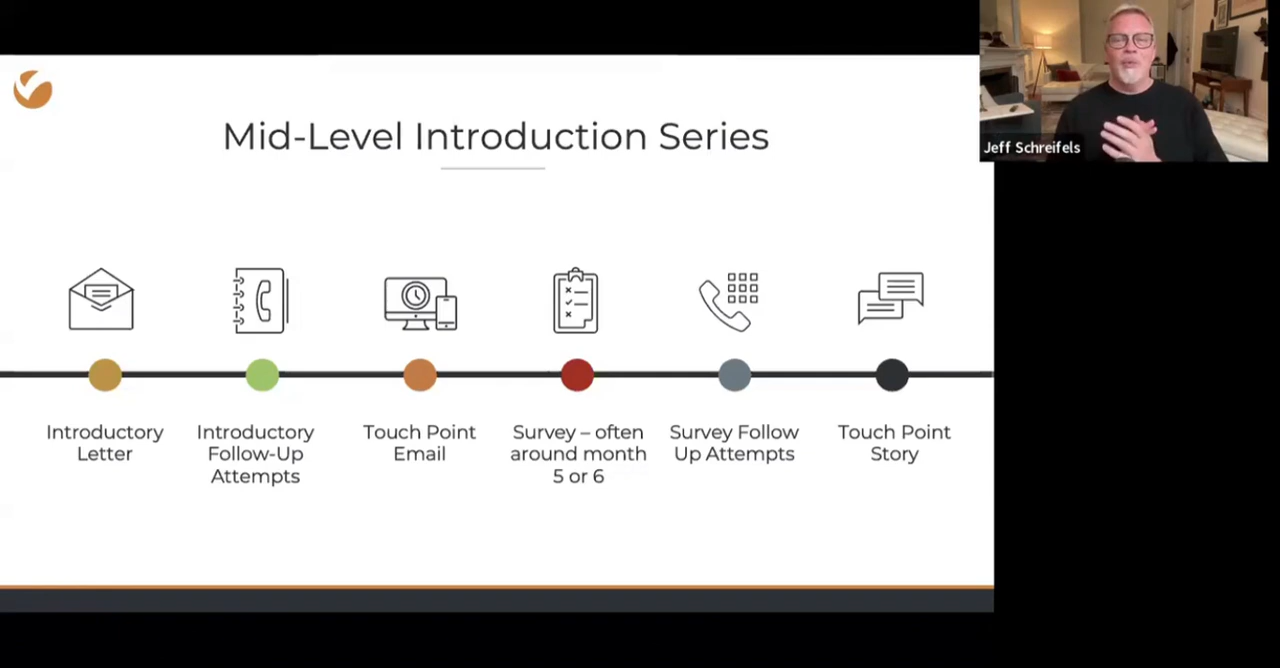 Mid-Level Introduction Series
Jeff Schreifels
Introductory
Letter
Introductory
Follow-Up
Attempts
Touch Point
Email
Survey – often
around month
5 or 6
Survey Follow
Up Attempts
Touch Point
Story